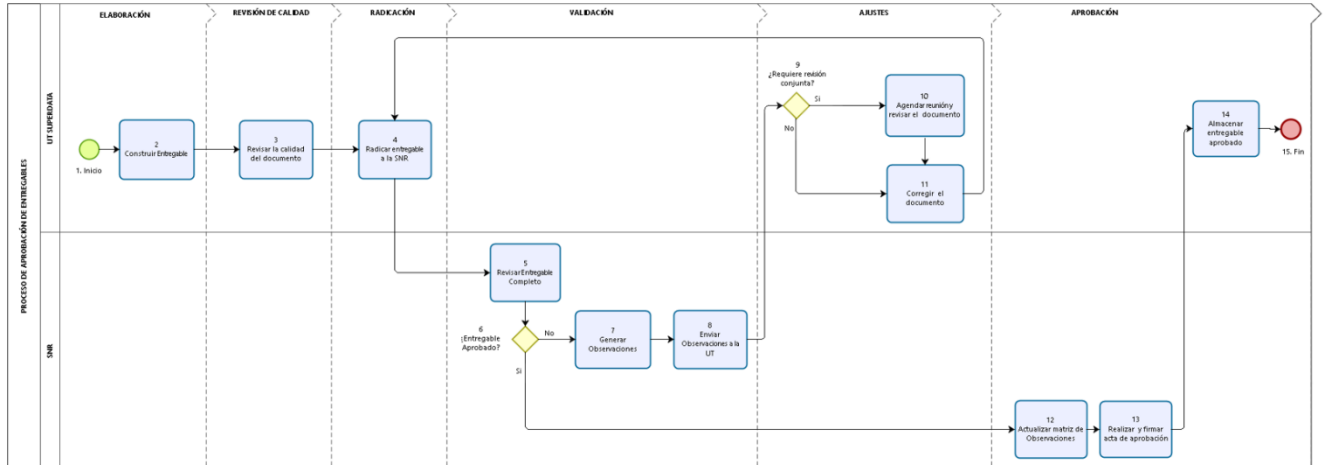 ELABORACIÓN
REVISIÓN DE CALIDAD
RADICACIÓN
VALIDACIÓN
AJUSTES
APROBACIÓN
PROCESO DE APROBACIÓN DE ENTREGABLES
UT SUPERDATA
1. Inicio
2
Construir Entregable
3
Revisar la calidad
del documento
4
Radicar entregable
a la SNR
9
¿Requiere revisión
conjunta?
Si
No
10
Agendar reunión y
revisar el documento
11
Corregir el
documento
14
Almacenar
entregable
aprobado
15. Fin
SNR
5
Revisar Entregable
Completo
6
¡Entregable
Aprobado?
No
Si
7
Generar
Observaciones
8
Enviar
Observaciones a la
UT
12
Actualizar matriz de
Observaciones
13
Realizar y firmar
acta de aprobación